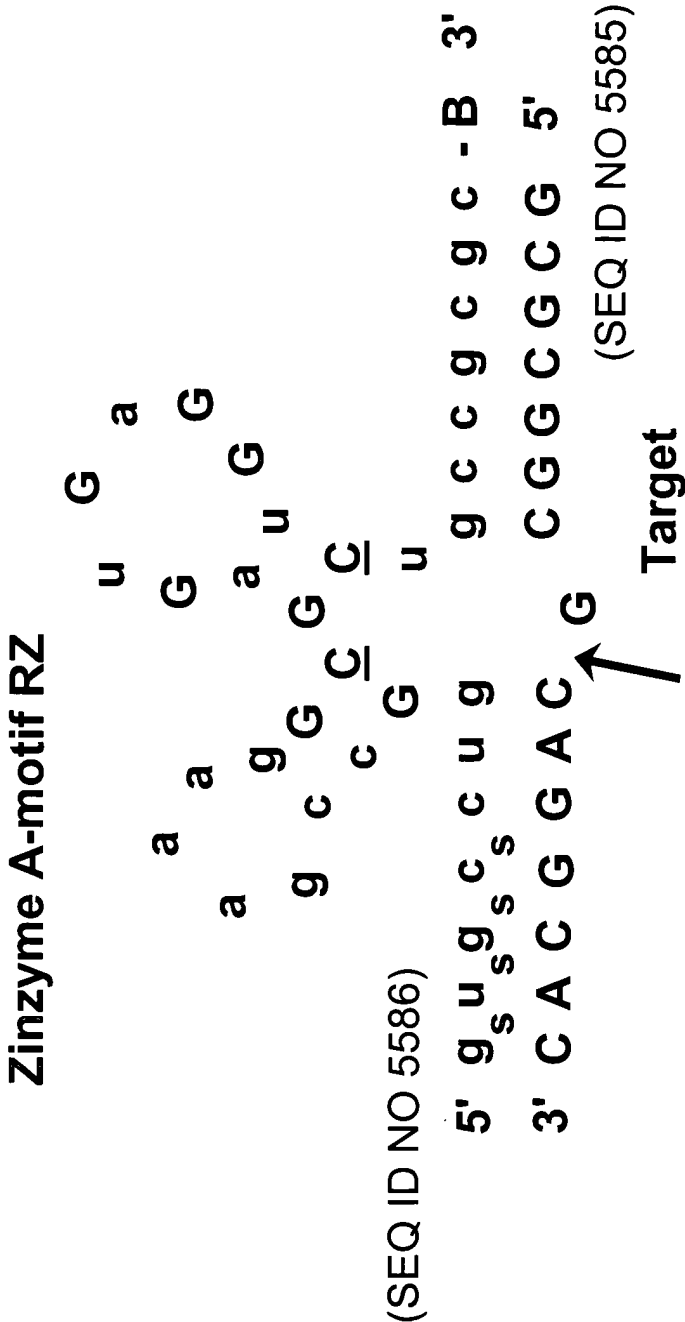 Zinzyme A-motif RZ
G c c g a a a g G C G a G u G a G G u C u
(SEQ ID NO 5586)
5' g s u s g s c s c u g g c c g c g c - B 3'
3' C A C G G A C G C G G C G C G 5'
(SEQ ID NO 5585)
Target